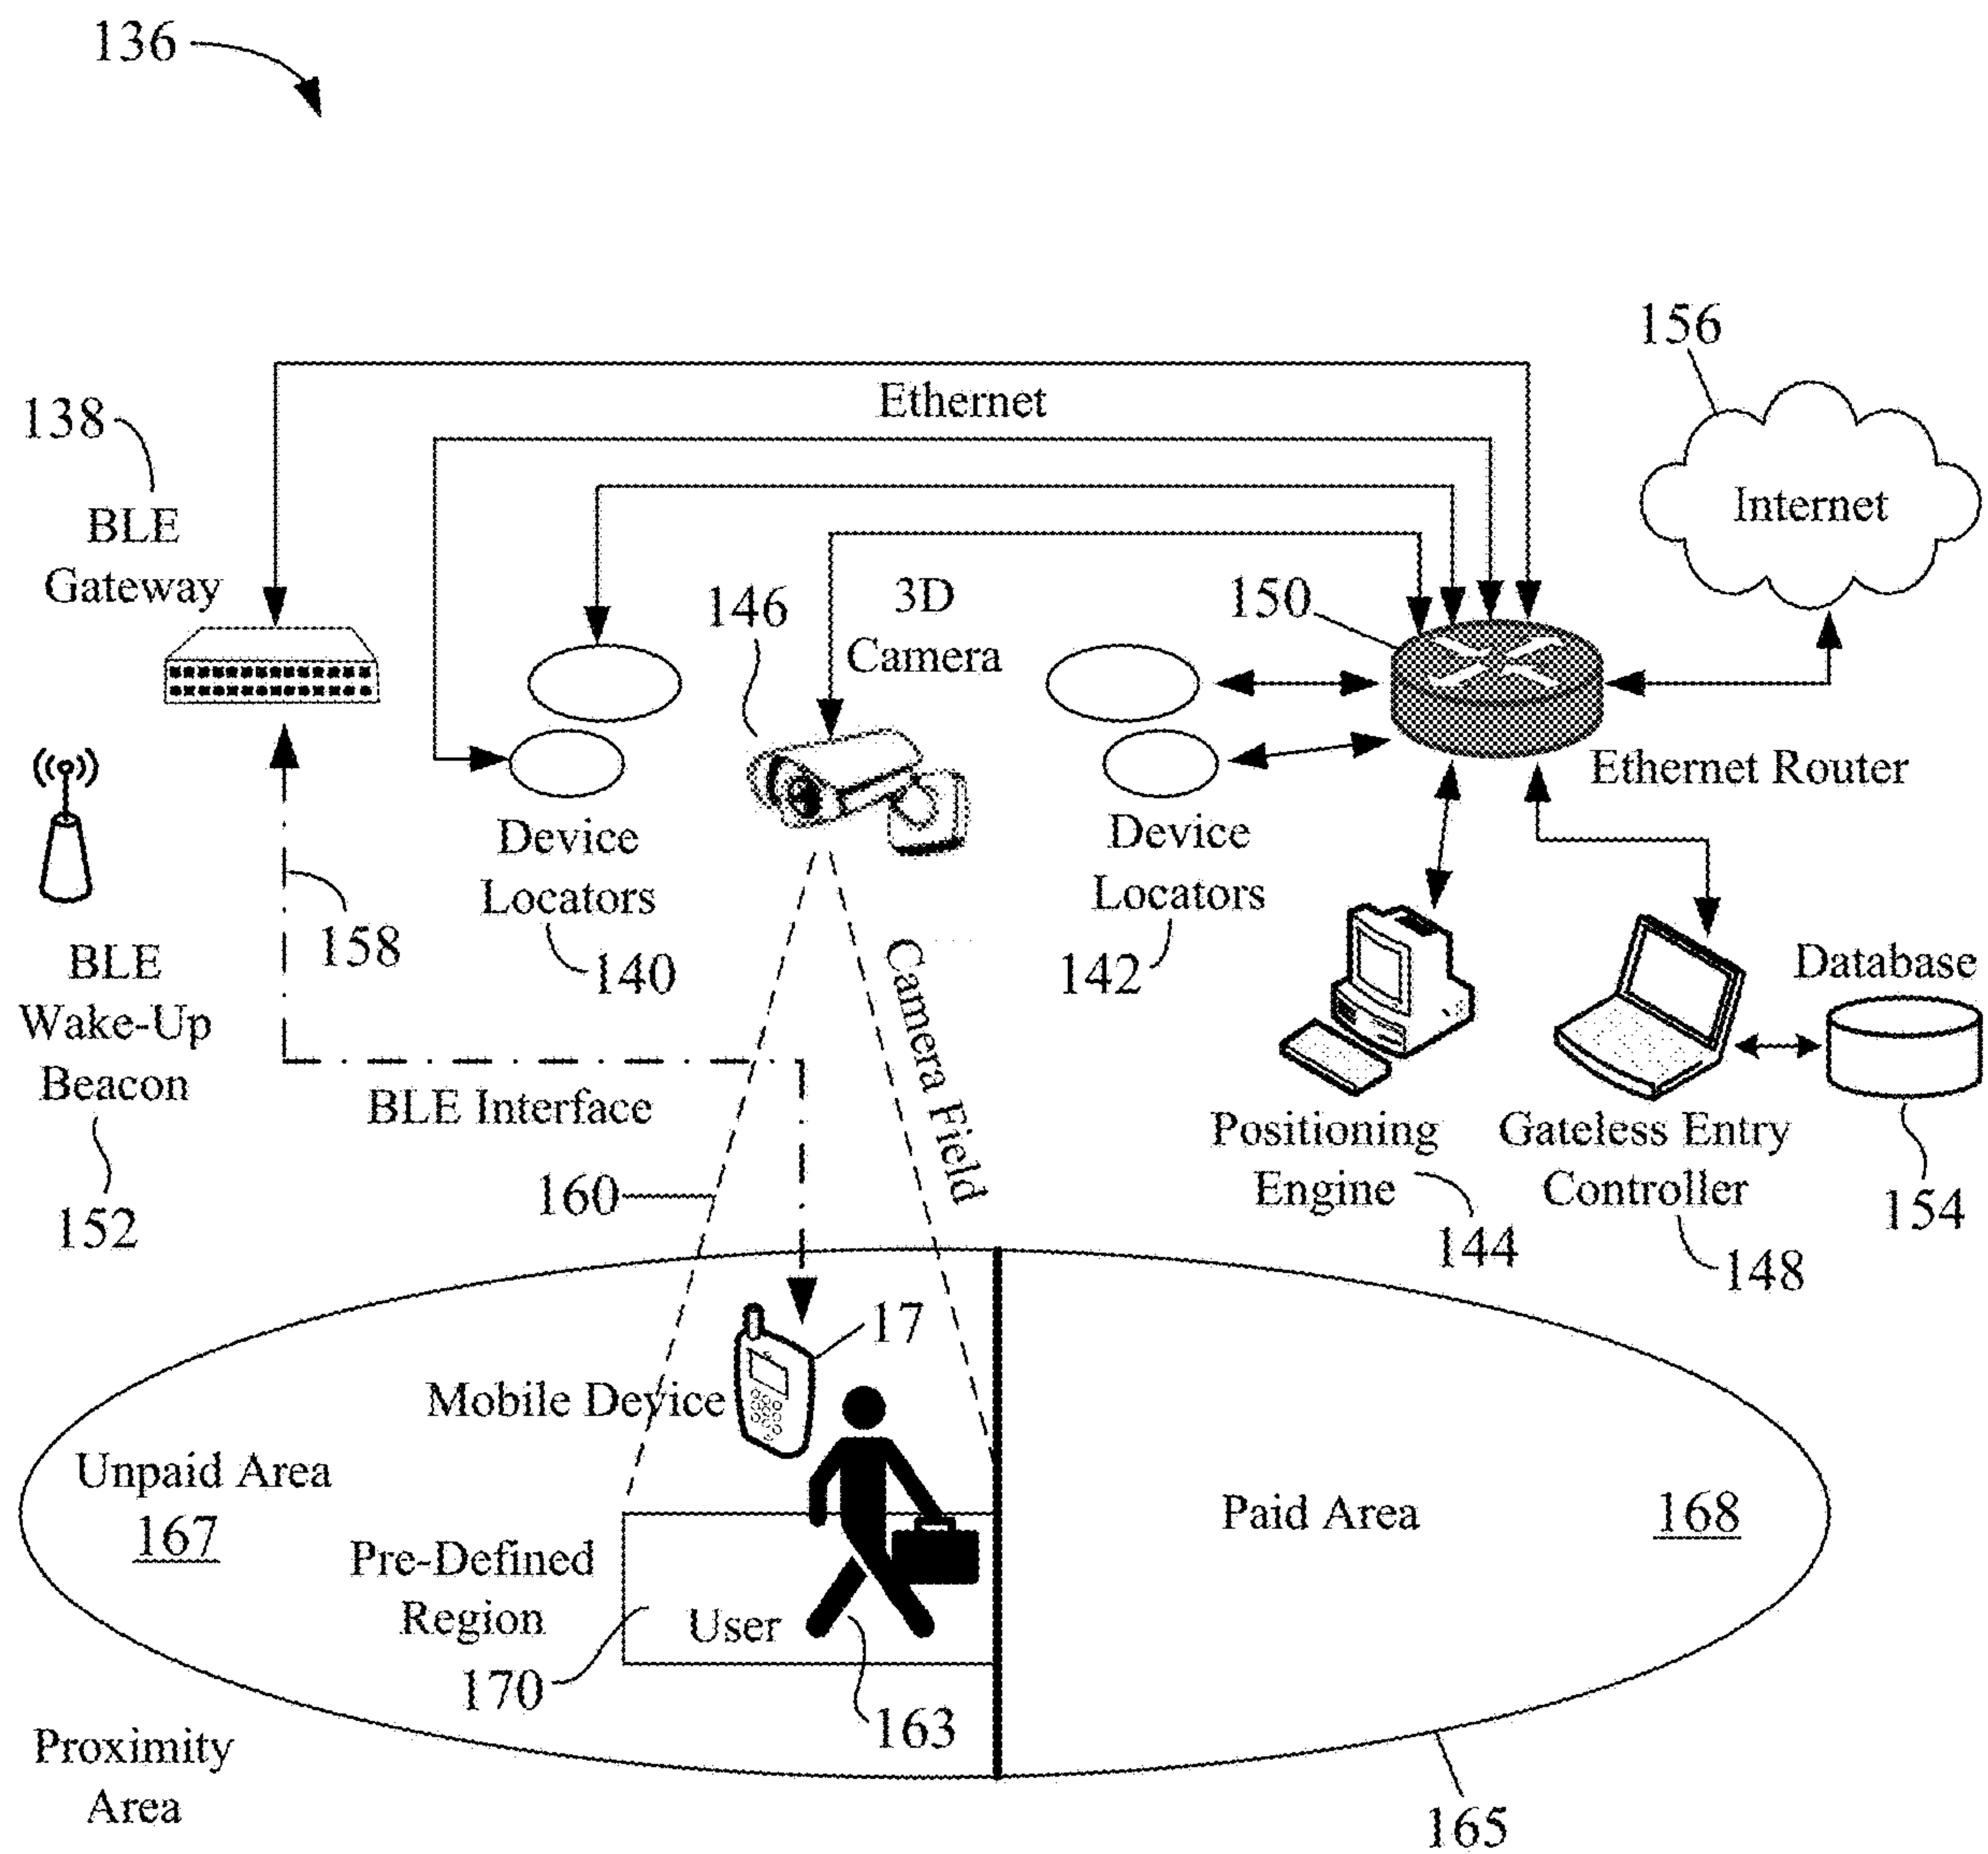 136
156
Ethernet
138
Internet
BLE
Gateway
146
3D
Camera
150
Ethernet Router
Device
Locators
140
Device
Locators
142
158
BLE
Wake-Up
Beacon
152
Camera Field
Database
BLE Interface
Positioning
Engine
144
Gateless Entry
Controller
148
154
160
17
Mobile Device
Unpaid Area
167
Paid Area
168
Pre-Defined
Region
170
User
163
Proximity
Area
165